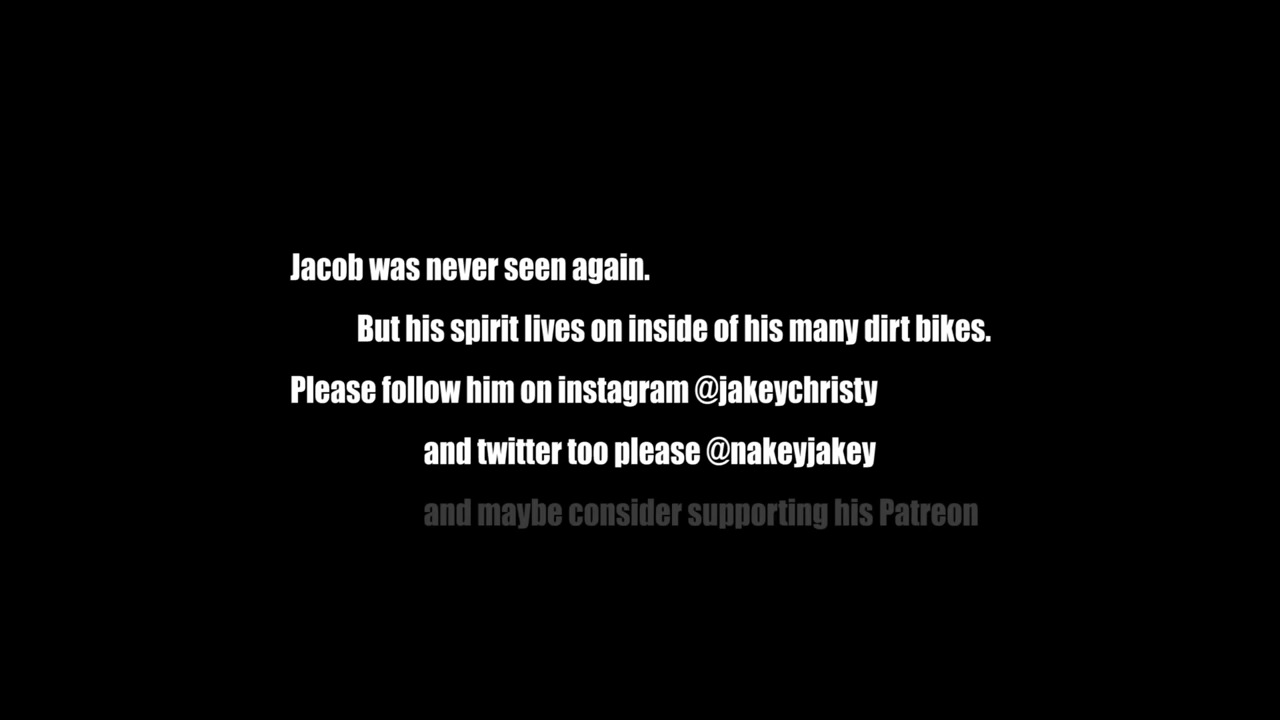 Jacob was never seen again.
But his spirit lives on inside of his many dirt bikes.
Please follow him on instagram @jakeychristy
and twitter too please @nakeyjakey
and maybe consider supporting his Patreon